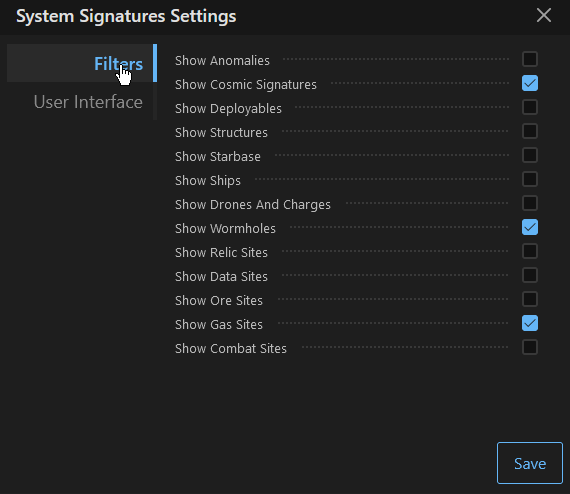 System Signatures Settings
Filters
User Interface
Show Anomalies
Show Cosmic Signatures
Show Deployables
Show Structures
Show Starbase
Show Ships
Show Drones And Charges
Show Wormholes
Show Relic Sites
Show Data Sites
Show Ore Sites
Show Gas Sites
Show Combat Sites
Save